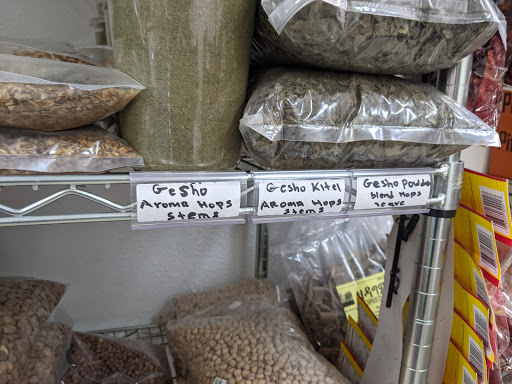 Gesho
Aroma Hops
stems
Gesho Kitel
Aroma Hops
stems
Gesho Powder
blend Hops
leave